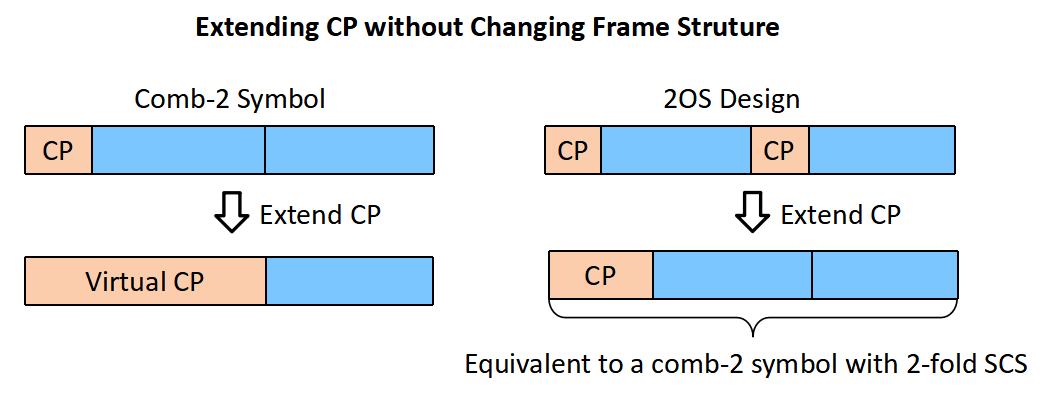 Extending CP without Changing Frame Struture
Comb-2 Symbol
2OS Design
CP
CP
CP
Extend CP
Extend CP
Virtual CP
CP
Equivalent to a comb-2 symbol with 2-fold SCS